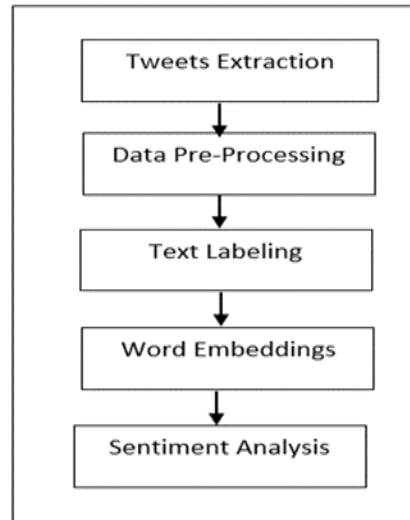 Tweets Extraction
Data Pre-Processing
Text Labeling
Word Embeddings
Sentiment Analysis